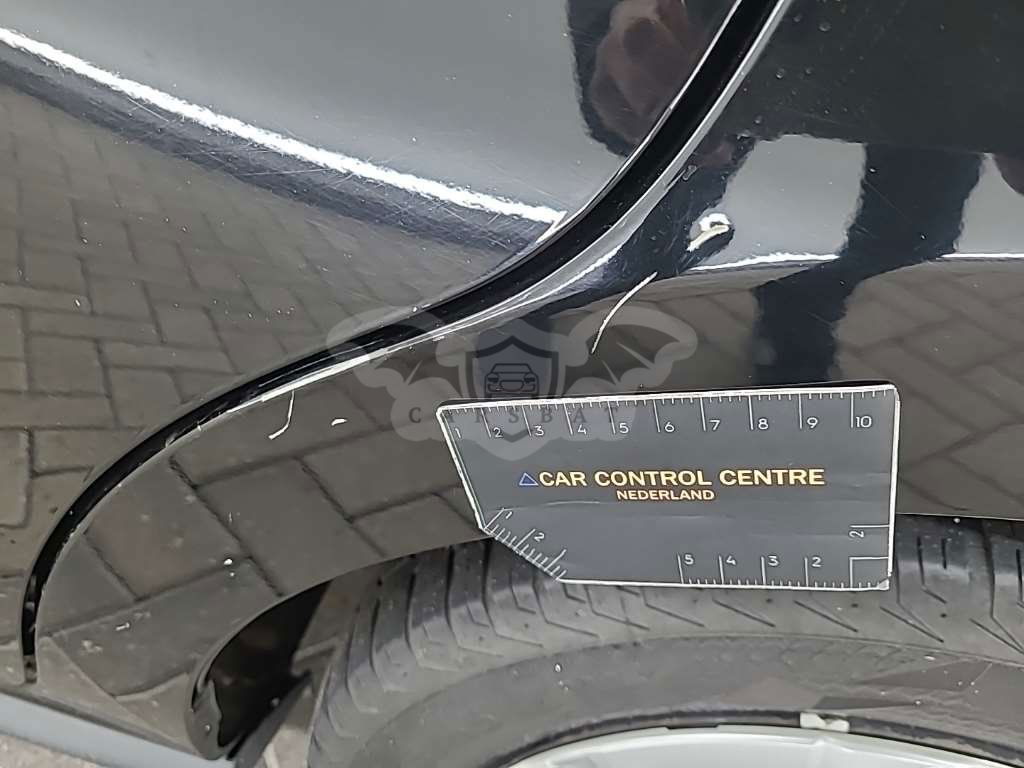 CARSBAT
1 2 3 4 5 6 7 8 9 10
CAR CONTROL CENTRE
NEDERLAND
2
2
5 4 3 2